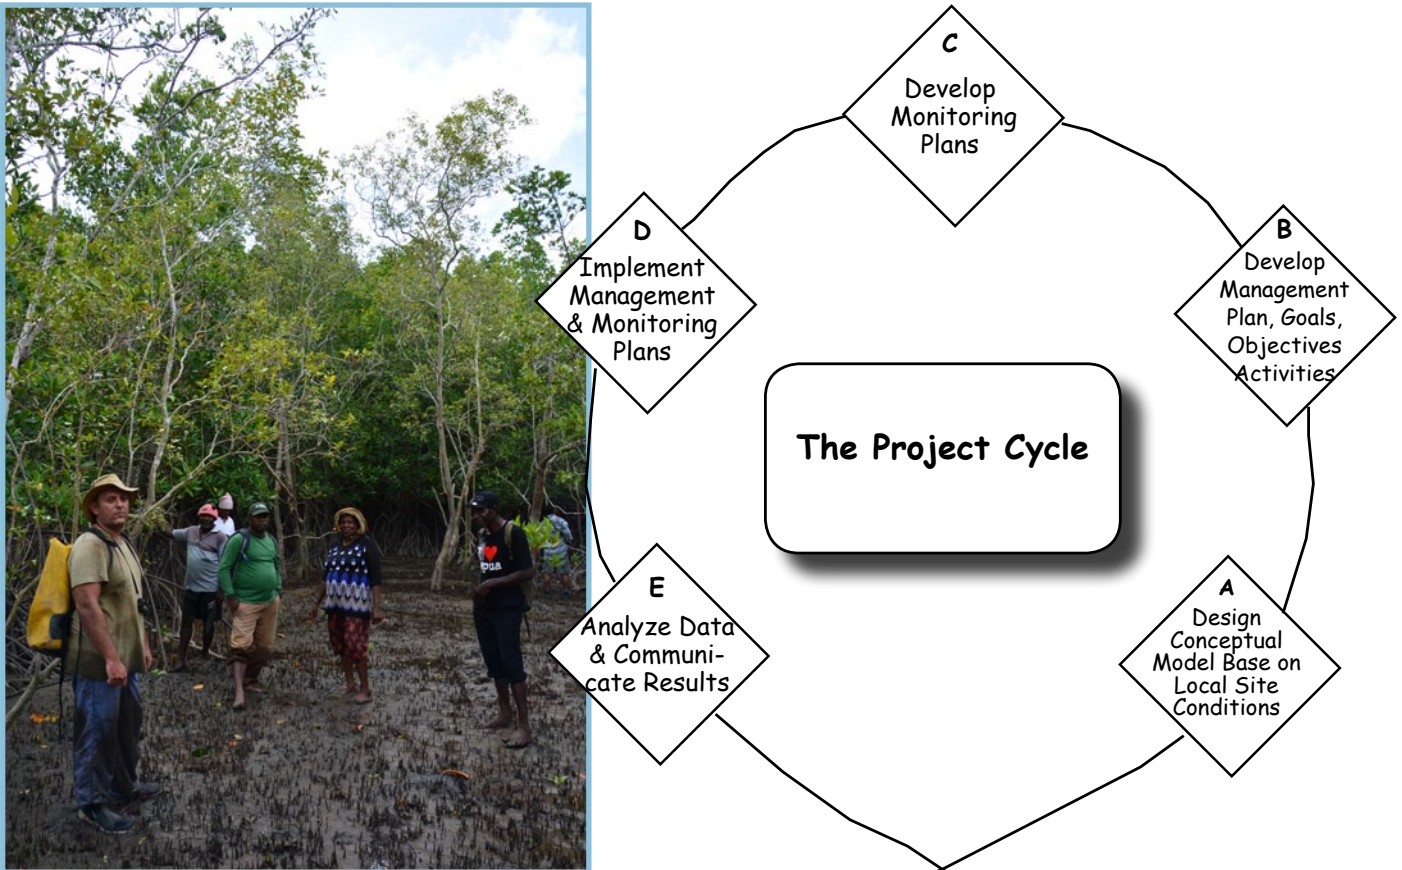 C
Develop
Monitoring
Plans
D
Implement
Management
& Monitoring
Plans
B
Develop
Management
Plan, Goals,
Objectives
Activities
The Project Cycle
E
Analyze Data
& Communi-
cate Results
A
Design
Conceptual
Model Base on
Local Site
Conditions
I
pua